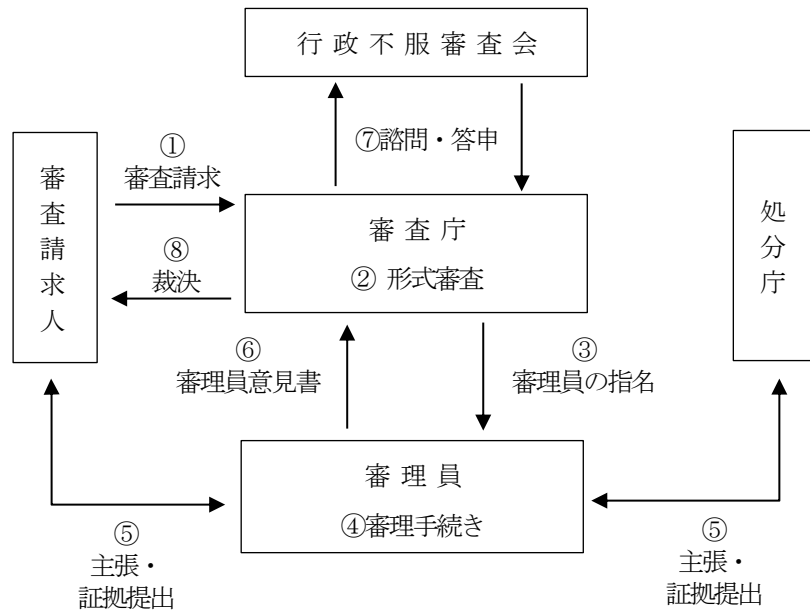 行政不服審査会
⑦諮問・答申
①
審査請求
審査請求人
審査庁
② 形式審査
処分庁
⑧
裁決
⑥
審理員意見書
③
審理員の指名
審理員
④審理手続き
⑤
主張・
証拠提出
⑤
主張・
証拠提出